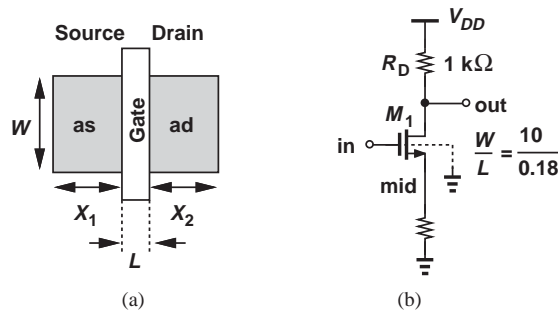 Source Drain
W
as
Gate
ad
X1
X2
L
(a)
VDD
RD 1 kΩ
out
M1
in
W/L = 10/0.18
mid
(b)